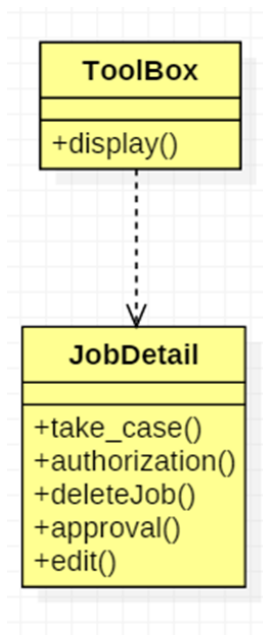 ToolBox
+display()
JobDetail
+take_case()
+authorization()
+deleteJob()
+approval()
+edit()